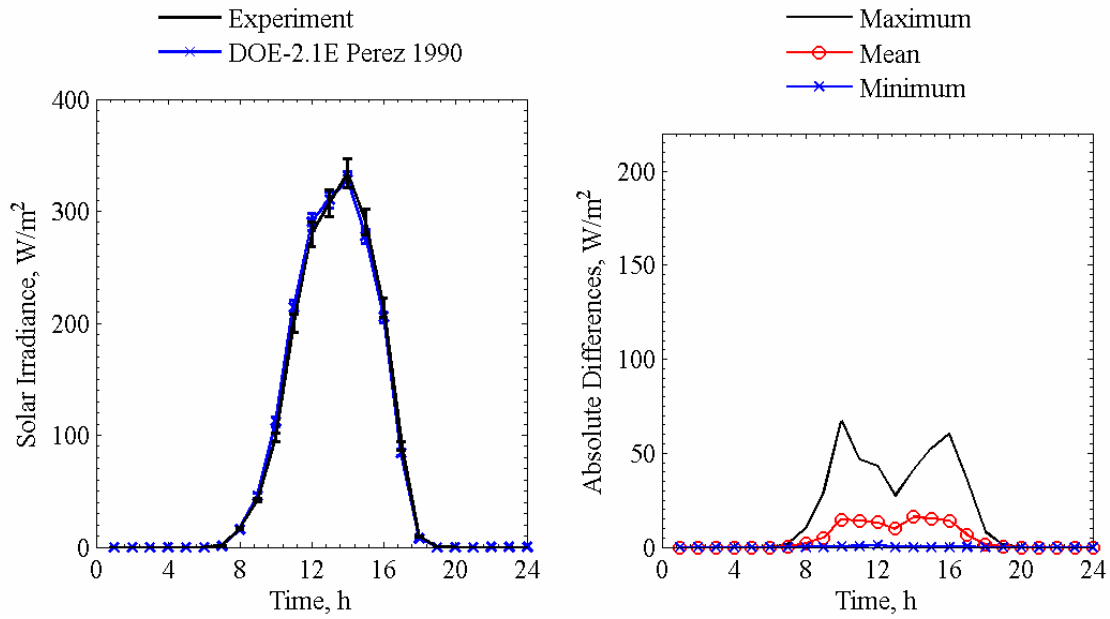 Experiment
DOE-2.1E Perez 1990
400
300
200
100
0
Solar Irradiance, W/m²
0 4 8 12 16 20 24
Time, h
Maximum
Mean
Minimum
200
150
100
50
0
Absolute Differences, W/m²
0 4 8 12 16 20 24
Time, h